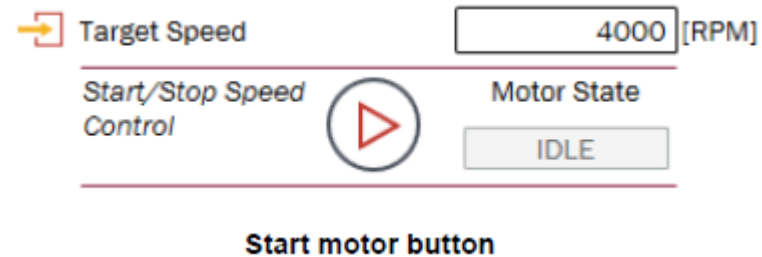 Target Speed 4000 [RPM]
Start/Stop Speed Control Motor State
IDLE
Start motor button